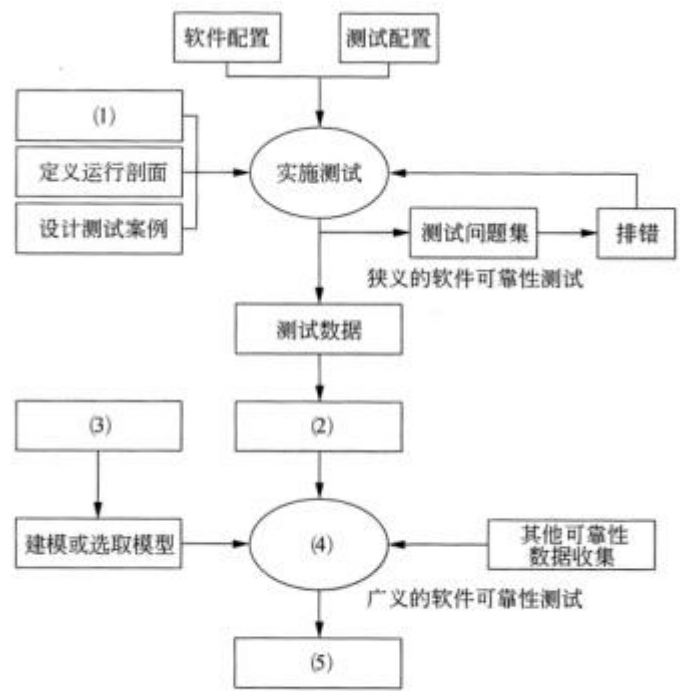 软件配置
测试配置
(1)
定义运行剖面
设计测试案例
实施测试
测试问题集
排错
狭义的软件可靠性测试
测试数据
(3)
(2)
建模或选取模型
(4)
其他可靠性
数据收集
广义的软件可靠性测试
(5)